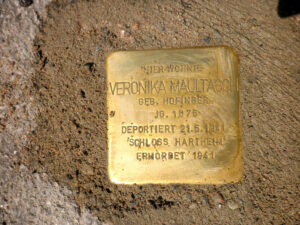 HIER WOHNTE
VERONIKA MAULTASCH
GEB. HOFINGER
JG. 1876
DEPORTIERT 21.5.1941
SCHLOSS HARTHEIM
ERMORDET 1941